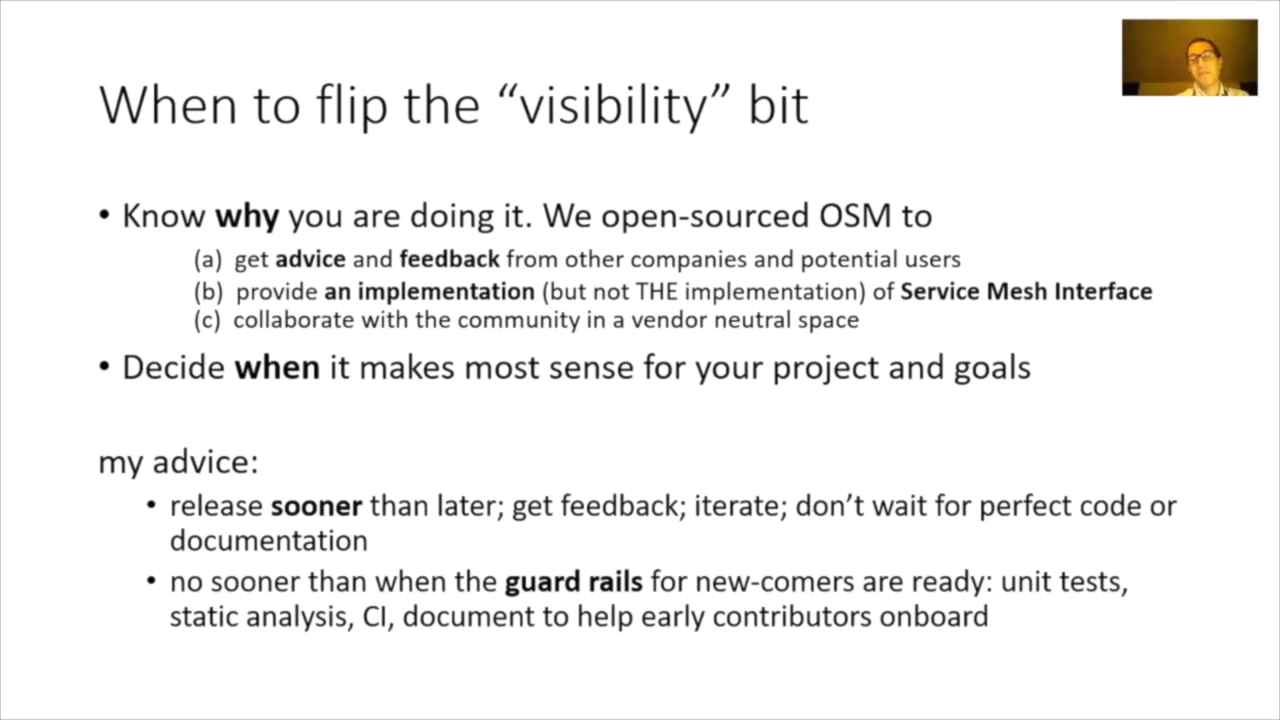 When to flip the “visibility” bit
• Know why you are doing it. We open-sourced OSM to
(a) get advice and feedback from other companies and potential users
(b) provide an implementation (but not THE implementation) of Service Mesh Interface
(c) collaborate with the community in a vendor neutral space
• Decide when it makes most sense for your project and goals
my advice:
• release sooner than later; get feedback; iterate; don’t wait for perfect code or
documentation
• no sooner than when the guard rails for new-comers are ready: unit tests,
static analysis, CI, document to help early contributors onboard